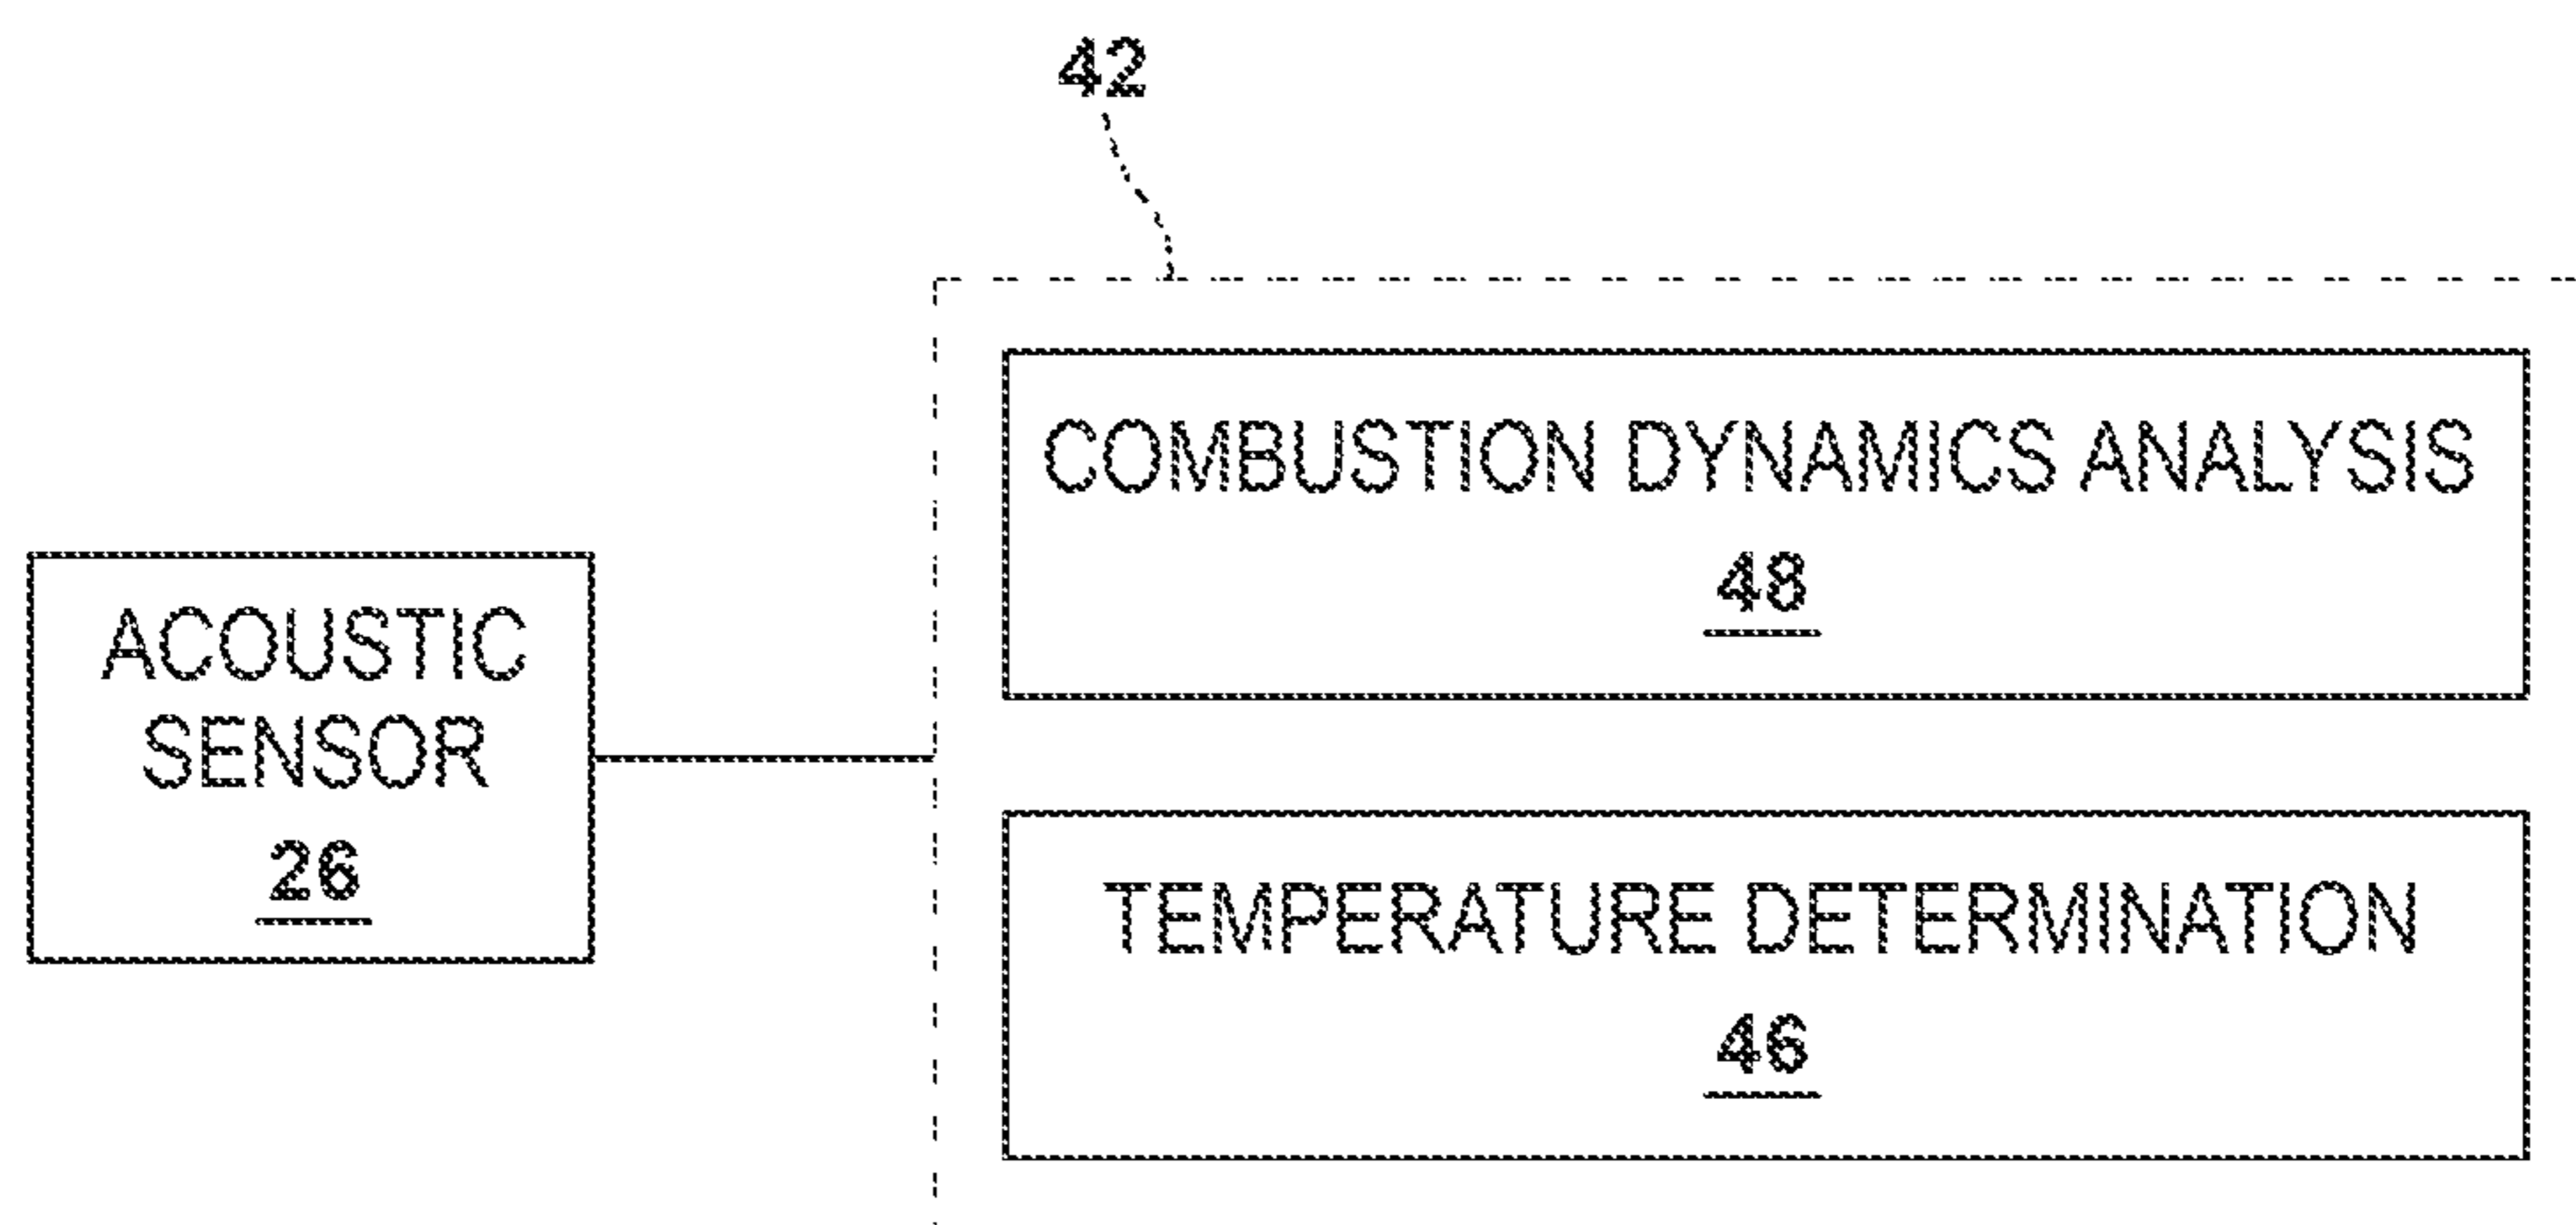 42
COMBUSTION DYNAMICS ANALYSIS
48
ACOUSTIC
SENSOR
26
TEMPERATURE DETERMINATION
46